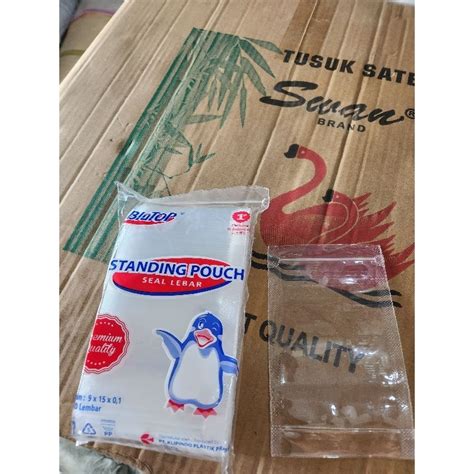 TUSUK SATE
Swan®
BRAND
QUALITY
BluTOP
STANDING POUCH
SEAL LEBAR
Premium
Quality
: 9 x 15 x 0,1
Lembar
PP